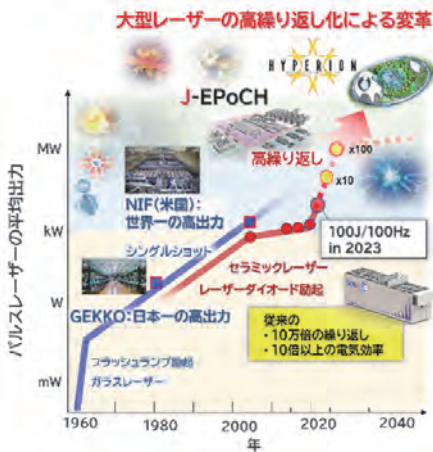 大型レーザーの高繰り返し化による変革
HYPERION
J-EPoCH
高繰り返し
MW
x100
x10
NIF(米国):
世界一の高出力
kW
100J/100Hz
in 2023
シングルショット
セラミックレーザー
レーザーダイオード励起
パルスレーザーの平均出力
W
GEKKO:日本一の高出力
従来の
・10万倍の繰り返し
・10倍以上の電気効率
フラッシュランプ励起
ガラスレーザー
mW
1960 1980 2000 2020 2040
年